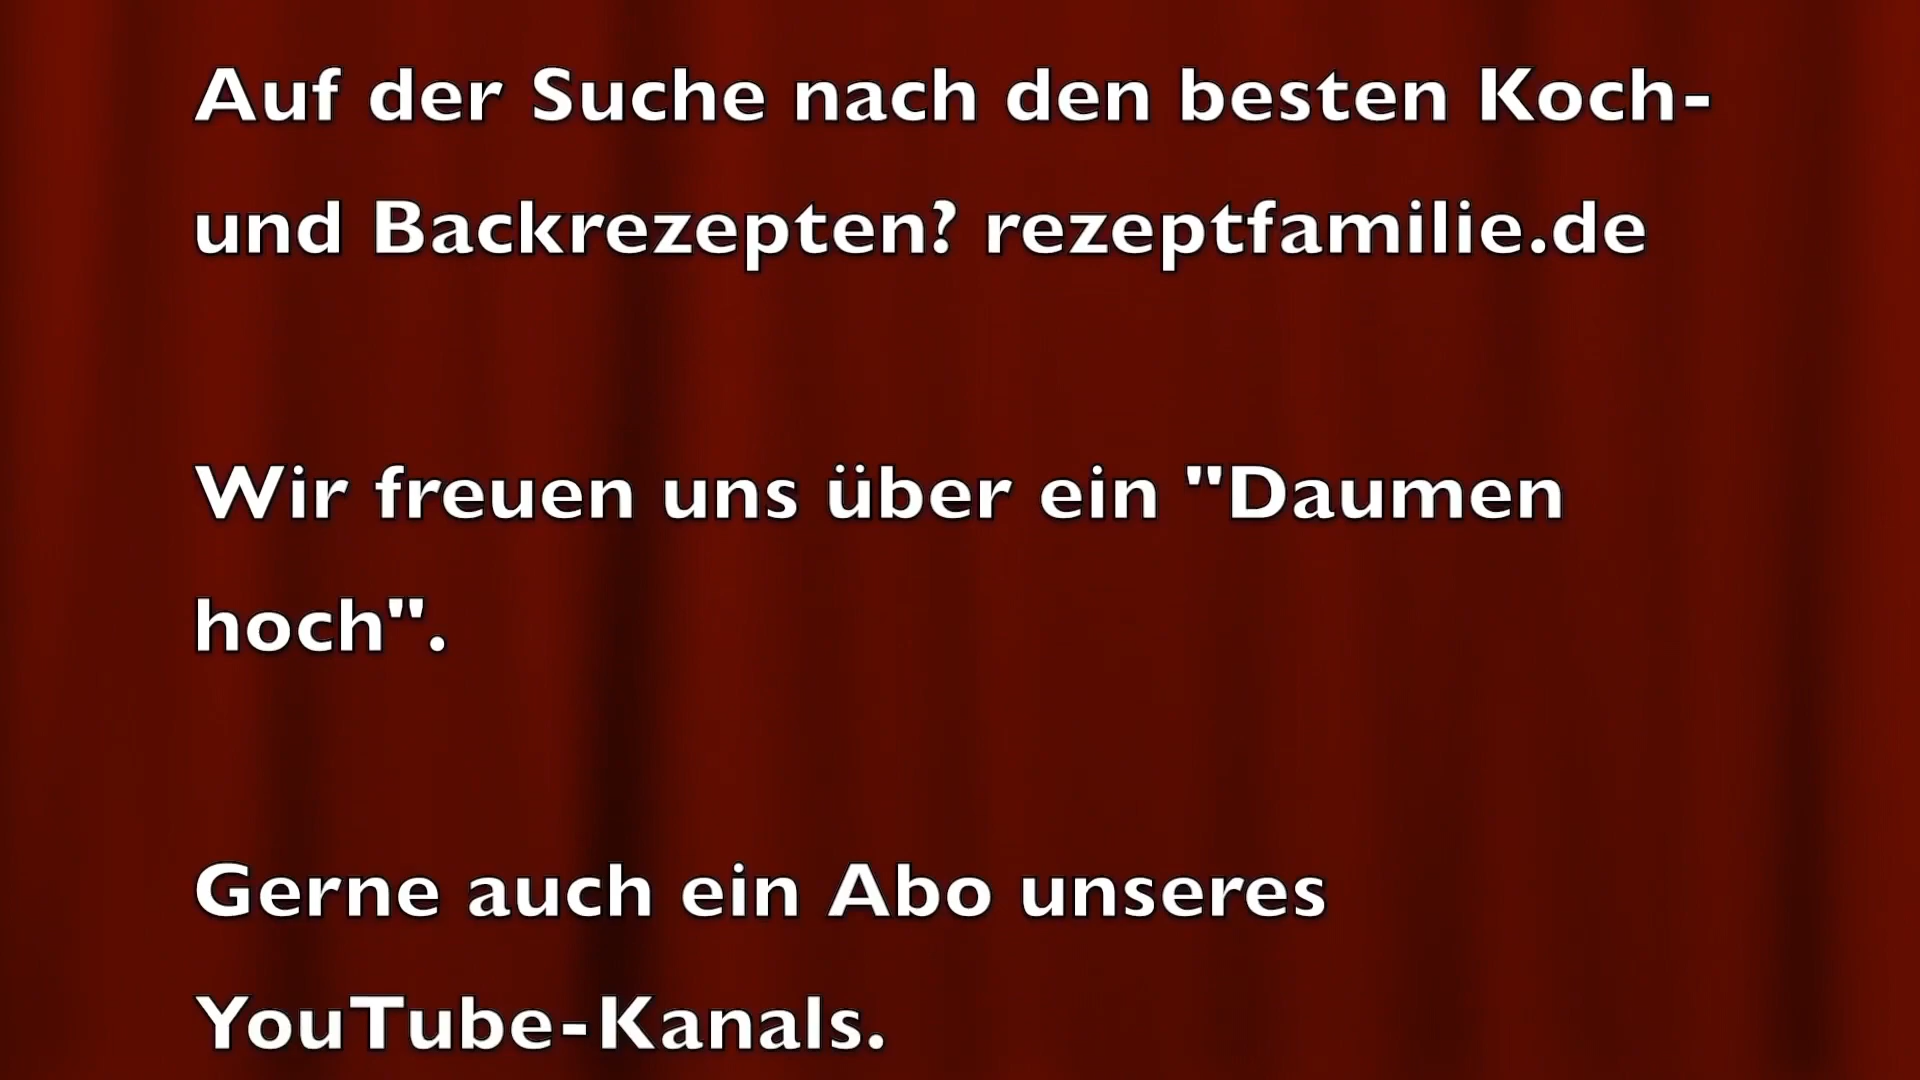 Auf der Suche nach den besten Koch-
und Backrezepten? rezeptfamilie.de
Wir freuen uns über ein "Daumen
hoch".
Gerne auch ein Abo unseres
YouTube-Kanals.